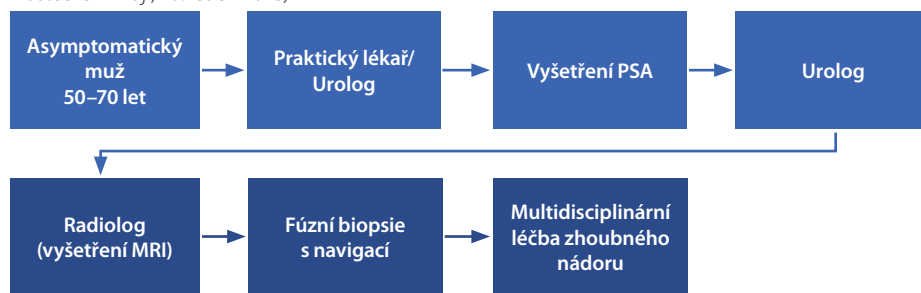 Asymptomatický
muž
50–70 let
Praktický lékař/
Urolog
Vyšetření PSA
Urolog
Radiolog
(vyšetření MRI)
Fúzní biopsie
s navigací
Multidisciplinární
léčba zhoubného
nádoru